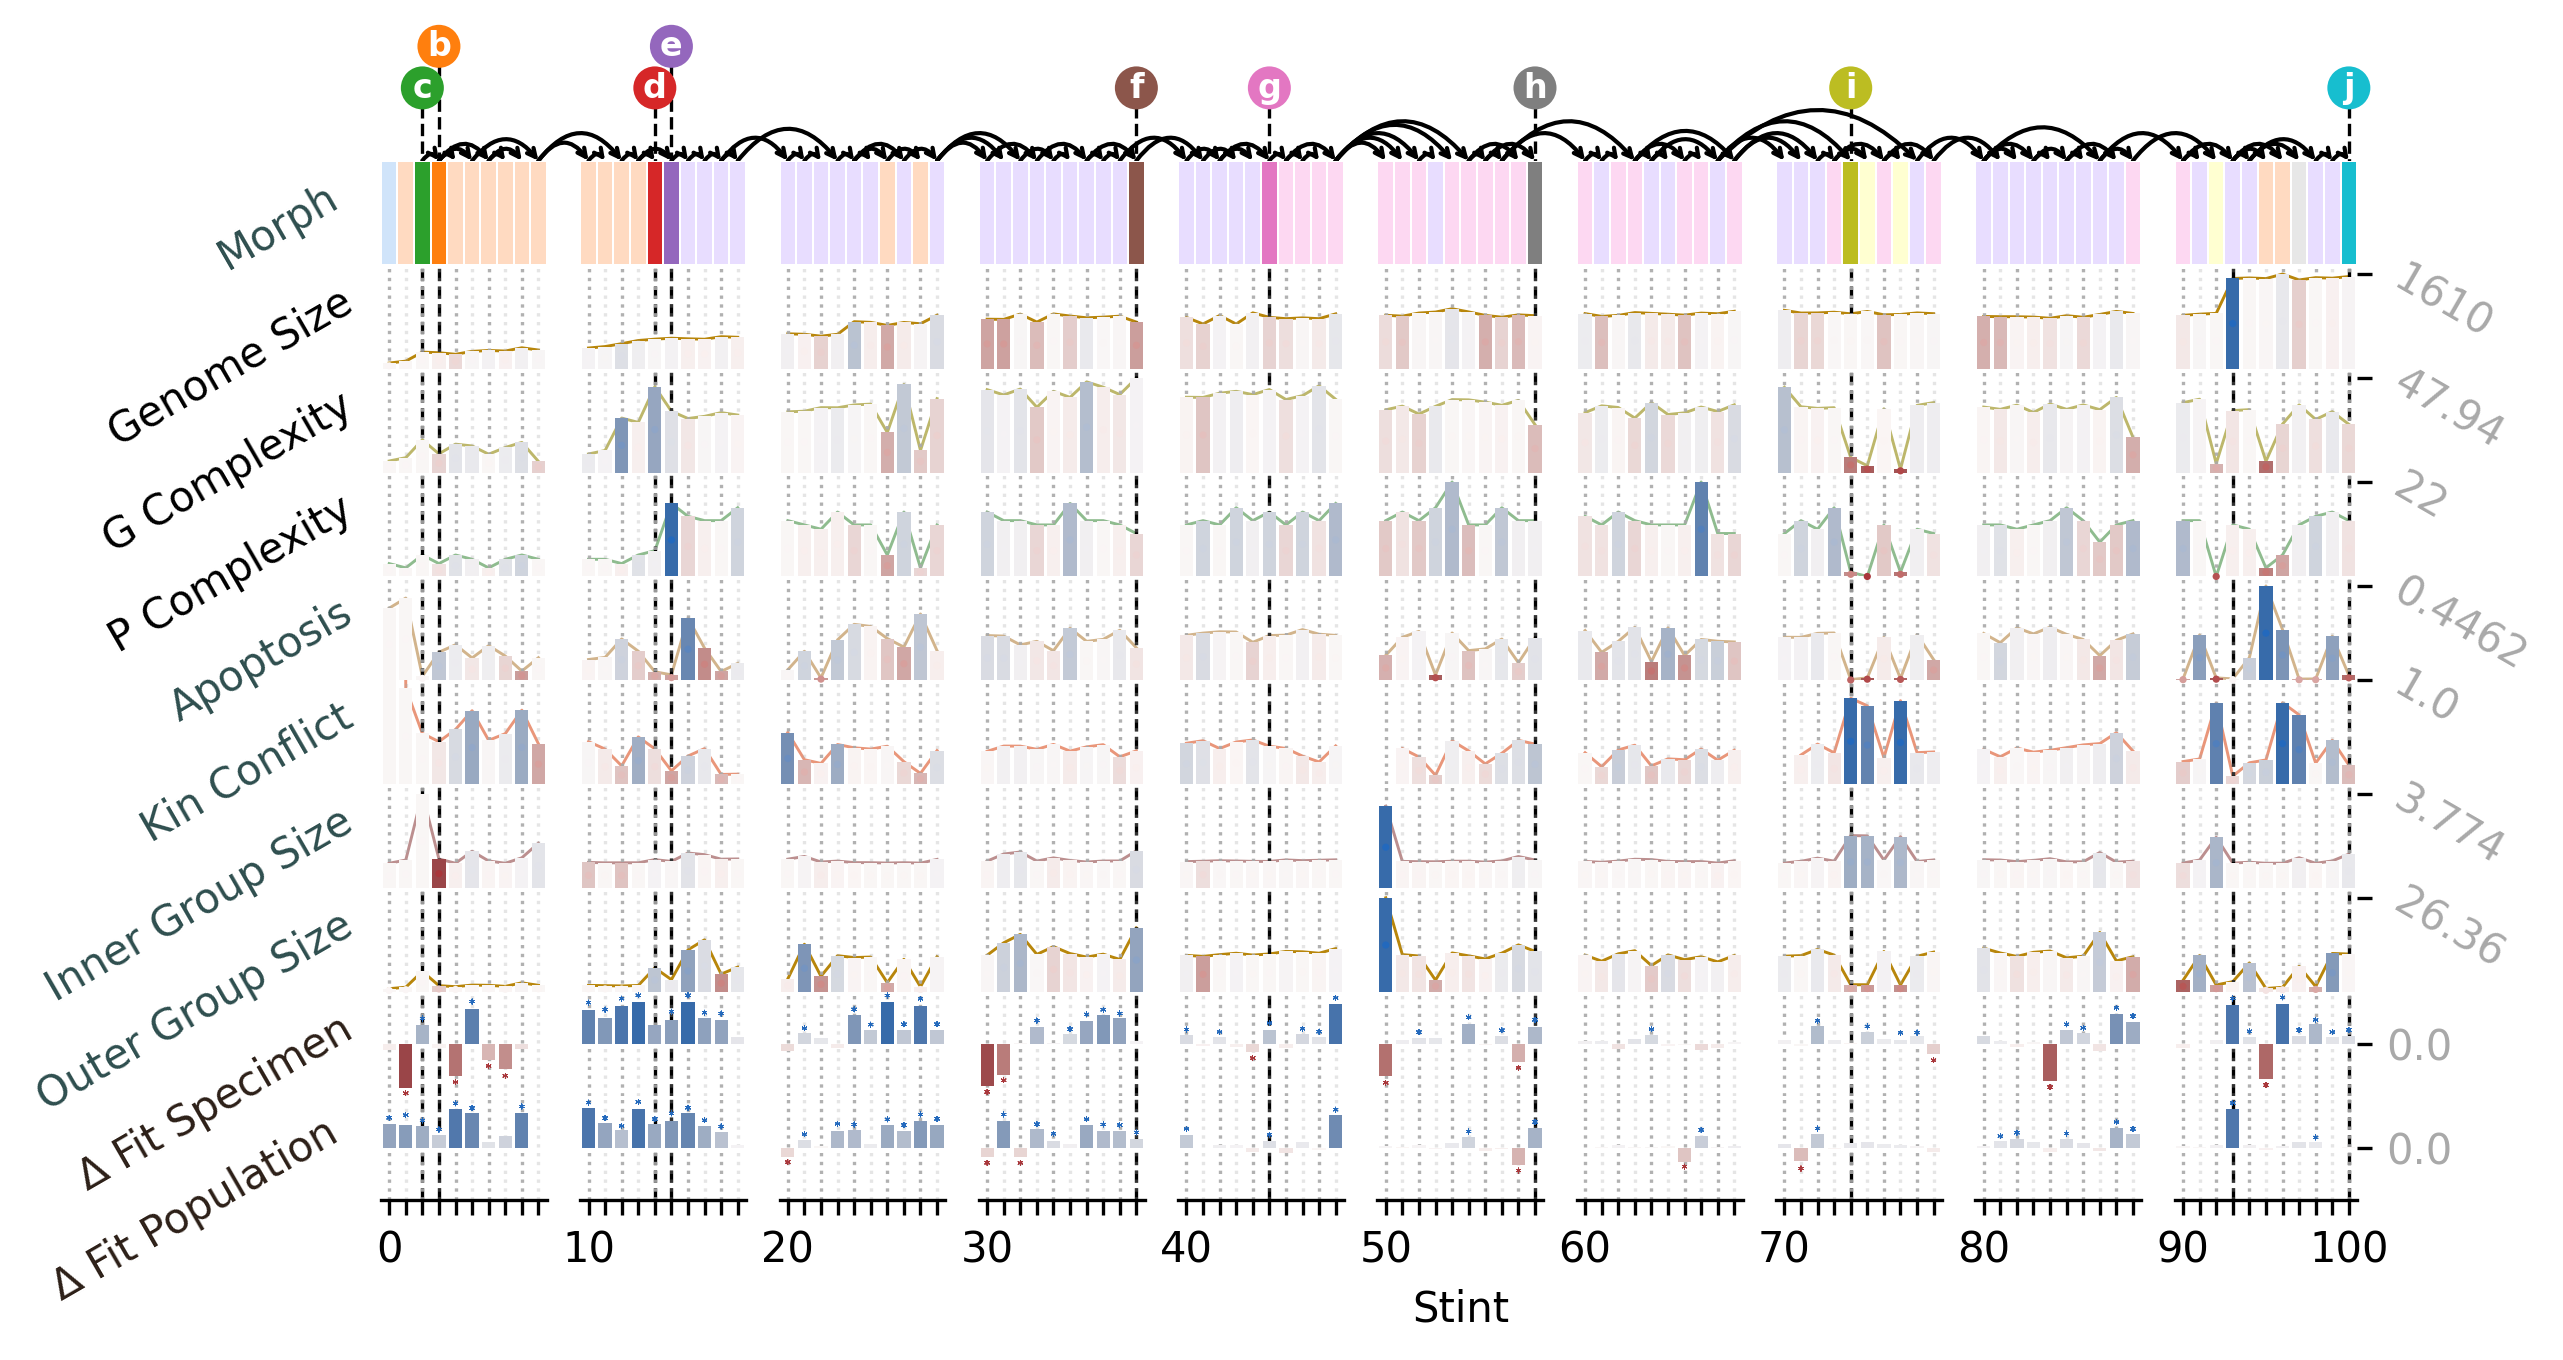 b e
c d f g h i j
Morph
Genome Size 1610
G Complexity 47.94
P Complexity 22
Apoptosis 0.4462
Kin Conflict 1.0
Inner Group Size 3.774
Outer Group Size 26.36
Δ Fit Specimen 0.0
Δ Fit Population 0.0
0 10 20 30 40 50 60 70 80 90 100
Stint